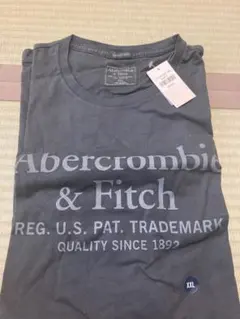 Abercrombie
& Fitch
REG. U.S. PAT. TRADEMARK
QUALITY SINCE 1892
XXL